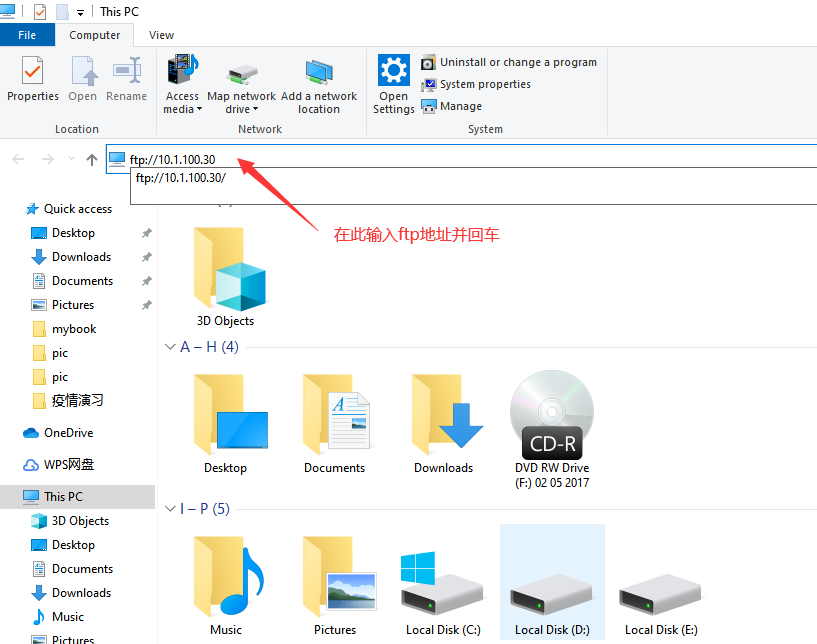 This PC
File
Computer
View
Properties
Open
Rename
Access
media
Map network
drive
Add a network
location
Open
Settings
Uninstall or change a program
System properties
Manage
Location
Network
System
ftp://10.1.100.30
ftp://10.1.100.30/
在此输入ftp地址并回车
Quick access
Desktop
Downloads
Documents
Pictures
mybook
pic
pic
疫情演习
OneDrive
WPS网盘
This PC
3D Objects
Desktop
Documents
Downloads
Music
Pictures
3D Objects
A – H (4)
Desktop
Documents
Downloads
CD-R
DVD RW Drive
(F:) 02 05 2017
I – P (5)
Music
Pictures
Local Disk (C:)
Local Disk (D:)
Local Disk (E:)